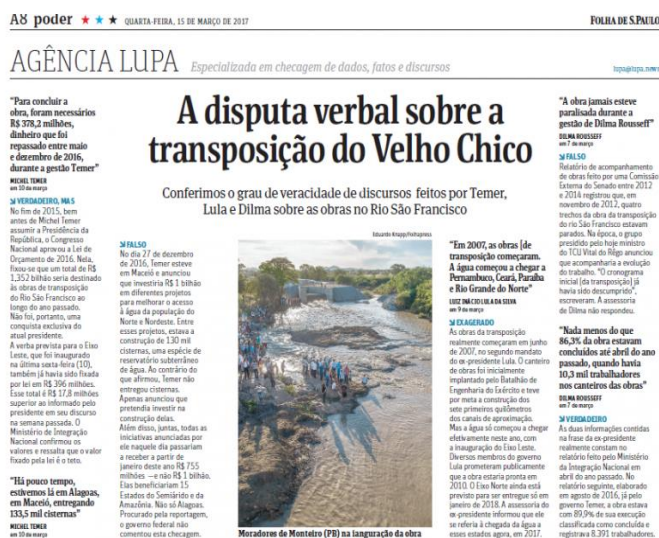 A8 poder ★ ★ ★ QUARTA-FEIRA, 15 DE MARÇO DE 2017
FOLHA DE S.PAULO
AGÊNCIA LUPA Especializada em checagem de dados, fatos e discursos
lupa@lupa.news
"Para concluir a
obra, foram necessários
R$ 378,2 milhões,
dinheiro que foi
repassado entre maio
e dezembro de 2016,
durante a gestão Temer"
MICHEL TEMER
em 10 de março
VERDADEIRO, MAS
No fim de 2015, bem
antes de Michel Temer
assumir a Presidência da
República, o Congresso
Nacional aprovou a Lei de
Orçamento de 2016. Nela,
fixou-se que um total de R$
1,352 bilhão seria destinado
às obras de transposição
do Rio São Francisco ao
longo do ano passado.
Não foi, portanto, uma
conquista exclusiva do
atual presidente.
A verba prevista para o Eixo
Leste, que foi inaugurado
na última sexta-feira (10),
também já havia sido fixada
por lei em R$ 396 milhões.
Esse total é R$ 17,8 milhões
superior ao informado pelo
presidente em seu discurso
na semana passada. O
Ministério de Integração
Nacional confirmou os
valores e ressalta que o valor
fixado pela lei é o teto.
"Há pouco tempo,
estivemos lá em Alagoas,
em Maceió, entregando
133,5 mil cisternas"
MICHEL TEMER
em 10 de março
A disputa verbal sobre a
transposição do Velho Chico
Conferimos o grau de veracidade de discursos feitos por Temer,
Lula e Dilma sobre as obras no Rio São Francisco
FALSO
No dia 27 de dezembro
de 2016, Temer esteve
em Maceió e anunciou
que investiria R$ 1 bilhão
em diferentes projetos
para melhorar o acesso
à água da população do
Norte e Nordeste. Entre
esses projetos, estava a
construção de 130 mil
cisternas, uma espécie de
reservatório subterrâneo
de água. Ao contrário do
que afirmou, Temer não
entregou cisternas.
Apenas anunciou que
pretendia investir na
construção delas.
Além disso, juntas, todas as
iniciativas anunciadas por
ele naquele dia passariam
a receber a partir de
janeiro deste ano R$ 755
milhões —e não R$ 1 bilhão.
Elas beneficiariam 15
Estados do Semiárido e da
Amazônia. Não só Alagoas.
Procurado pela reportagem,
o governo federal não
comentou esta checagem.
Eduardo Knapp/Folhapress
Moradores de Monteiro (PB) na iauguração da obra
"Em 2007, as obras [de
transposição começaram.
A água começou a chegar a
Pernambuco, Ceará, Paraíba
e Rio Grande do Norte"
LUIZ INÁCIO LULA DA SILVA
em 9 de março
EXAGERADO
As obras da transposição
realmente começaram em junho
de 2007, no segundo mandato
do ex-presidente Lula. O canteiro
de obras foi inicialmente
implantado pelo Batalhão de
Engenharia do Exército e teve
por meta a construção dos
sete primeiros quilômetros
dos canais de aproximação.
Mas a água só começou a chegar
efetivamente neste ano, com
a inauguração do Eixo Leste.
Diversos membros do governo
Lula prometeram publicamente
que a obra estaria pronta em
2010. O Eixo Norte ainda está
previsto para ser entregue só em
janeiro de 2018. A assessoria do
ex-presidente informou que ele
se referia à chegada da água a
esses estados agora, em 2017.
"A obra jamais esteve
paralisada durante a
gestão de Dilma Rousseff"
DILMA ROUSSEFF
em 7 de março
FALSO
Relatório de acompanhamento
de obras feito por uma Comissão
Externa do Senado entre 2012
e 2014 registrou que, em
novembro de 2012, quatro
trechos da obra da transposição
do rio São Francisco estavam
parados. Na época, o grupo
presidido pelo hoje ministro
do TCU Vital do Rêgo anunciou
que acompanharia a evolução
do trabalho. "O cronograma
inicial (da transposição) já
havia sido descumprido",
escreveram. A assessoria
de Dilma não respondeu.
"Nada menos do que
86,3% da obra estavam
concluídos até abril do ano
passado, quando havia
10,3 mil trabalhadores
nos canteiros das obras"
DILMA ROUSSEFF
em 7 de março
VERDADEIRO
As duas informações contidas
na frase da ex-presidente
realmente constam no
relatório feito pelo Ministério
da Integração Nacional em
abril do ano passado. No
relatório seguinte, elaborado
em agosto de 2016, já pelo
governo Temer, a obra estava
com 89,9% de sua execução
classificada como concluída e
registrava 8.391 trabalhadores.